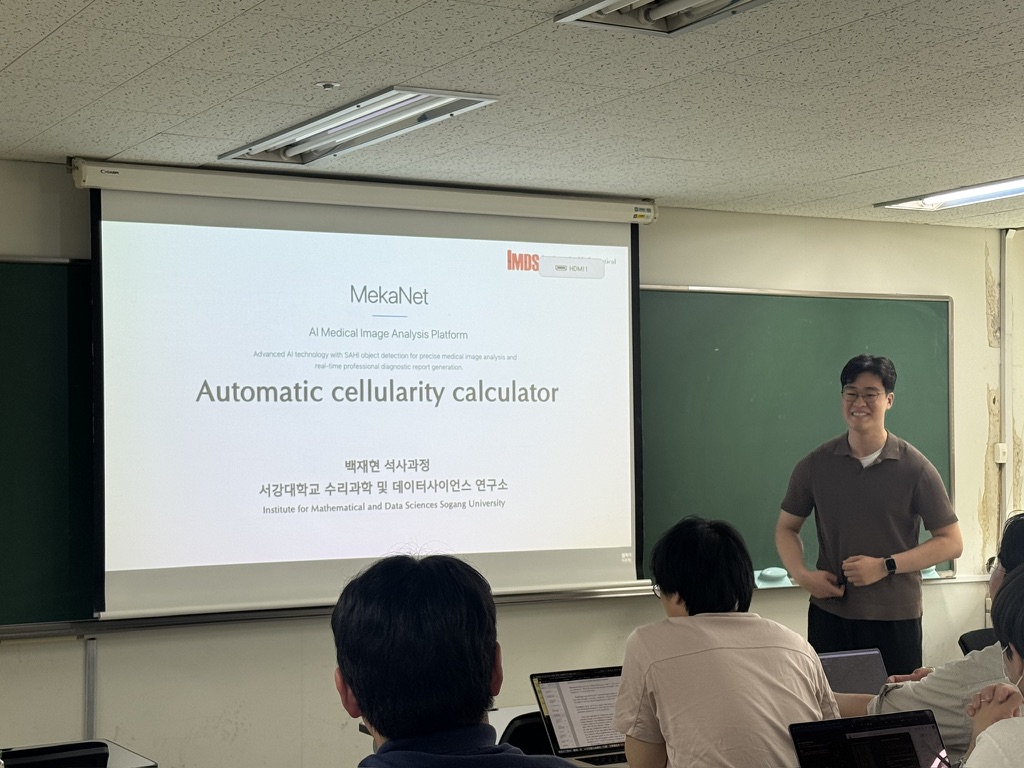 IMDS
HDMI 1
MekaNet
AI Medical Image Analysis Platform
Advanced AI technology with SAHI object detection for precise medical image analysis and
real-time professional diagnostic report generation.
Automatic cellularity calculator
백재현 석사과정
서강대학교 수리과학 및 데이터사이언스 연구소
Institute for Mathematical and Data Sciences Sogang University